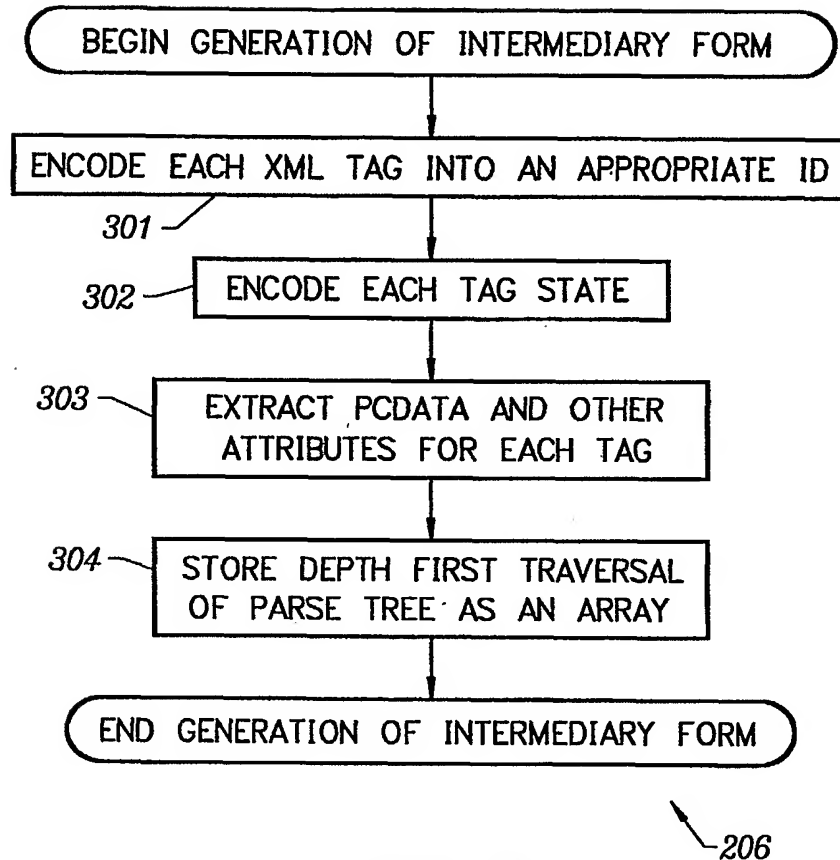 BEGIN GENERATION OF INTERMEDIARY FORM
ENCODE EACH XML TAG INTO AN APPROPRIATE ID
301
302
ENCODE EACH TAG STATE
303
EXTRACT PCDATA AND OTHER
ATTRIBUTES FOR EACH TAG
304
STORE DEPTH FIRST TRAVERSAL
OF PARSE TREE AS AN ARRAY
END GENERATION OF INTERMEDIARY FORM
206